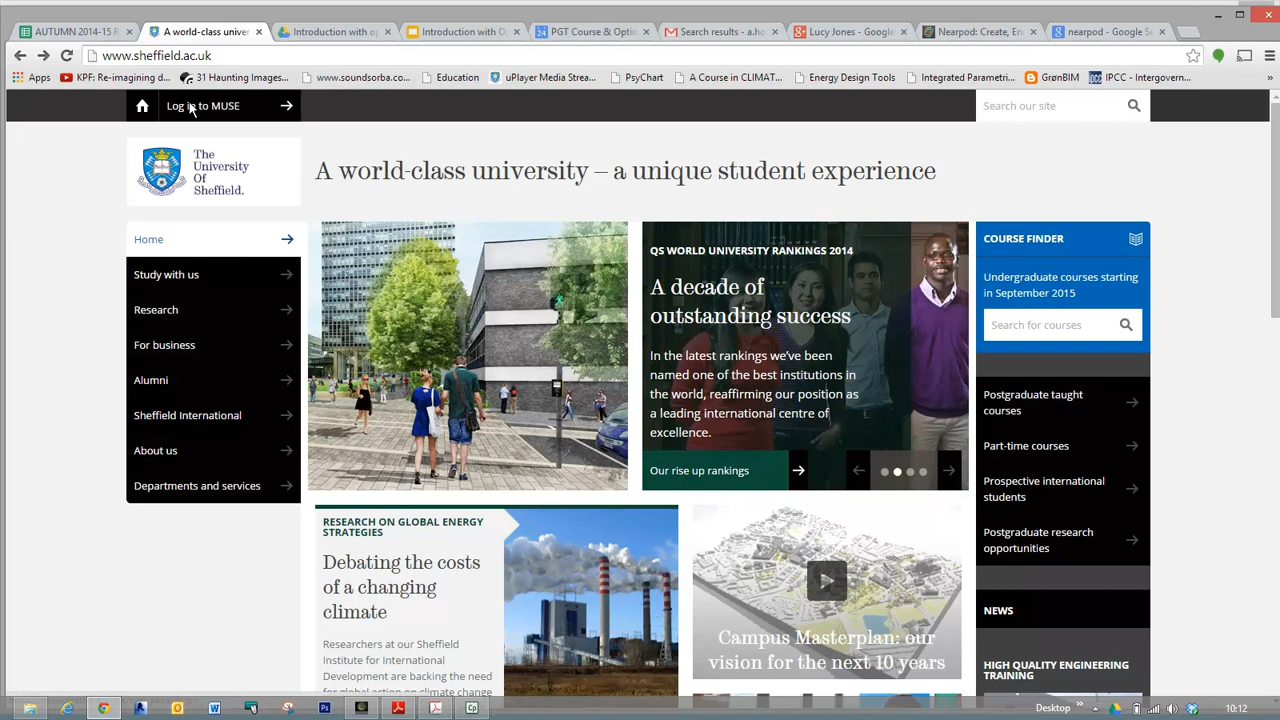 AUTUMN 2014-15 R
A world-class univer
Introduction with op
Introduction with O
PGT Course & Optio
Search results - a.ho
Lucy Jones - Google
Nearpod: Create, En
nearpod - Google S
www.sheffield.ac.uk
Apps
KPF: Re-imagining d...
31 Haunting Images...
www.soundsorba.co...
Education
uPlayer Media Strea...
PsyChart
A Course in CLIMAT...
Energy Design Tools
Integrated Parametri...
GrønBIM
IPCC - Intergovern...
Log in to MUSE
Search our site
The
University
Of
Sheffield.
A world-class university – a unique student experience
Home
Study with us
Research
For business
Alumni
Sheffield International
About us
Departments and services
QS WORLD UNIVERSITY RANKINGS 2014
A decade of
outstanding success
In the latest rankings we've been
named one of the best institutions in
the world, reaffirming our position as
a leading international centre of
excellence.
Our rise up rankings
COURSE FINDER
Undergraduate courses starting
in September 2015
Search for courses
Postgraduate taught
courses
Part-time courses
Prospective international
students
Postgraduate research
opportunities
NEWS
HIGH QUALITY ENGINEERING
TRAINING
RESEARCH ON GLOBAL ENERGY
STRATEGIES
Debating the costs
of a changing
climate
Researchers at our Sheffield
Institute for International
Development are backing the need
for global action on climate change
Campus Masterplan: our
vision for the next 10 years
Desktop
10:12